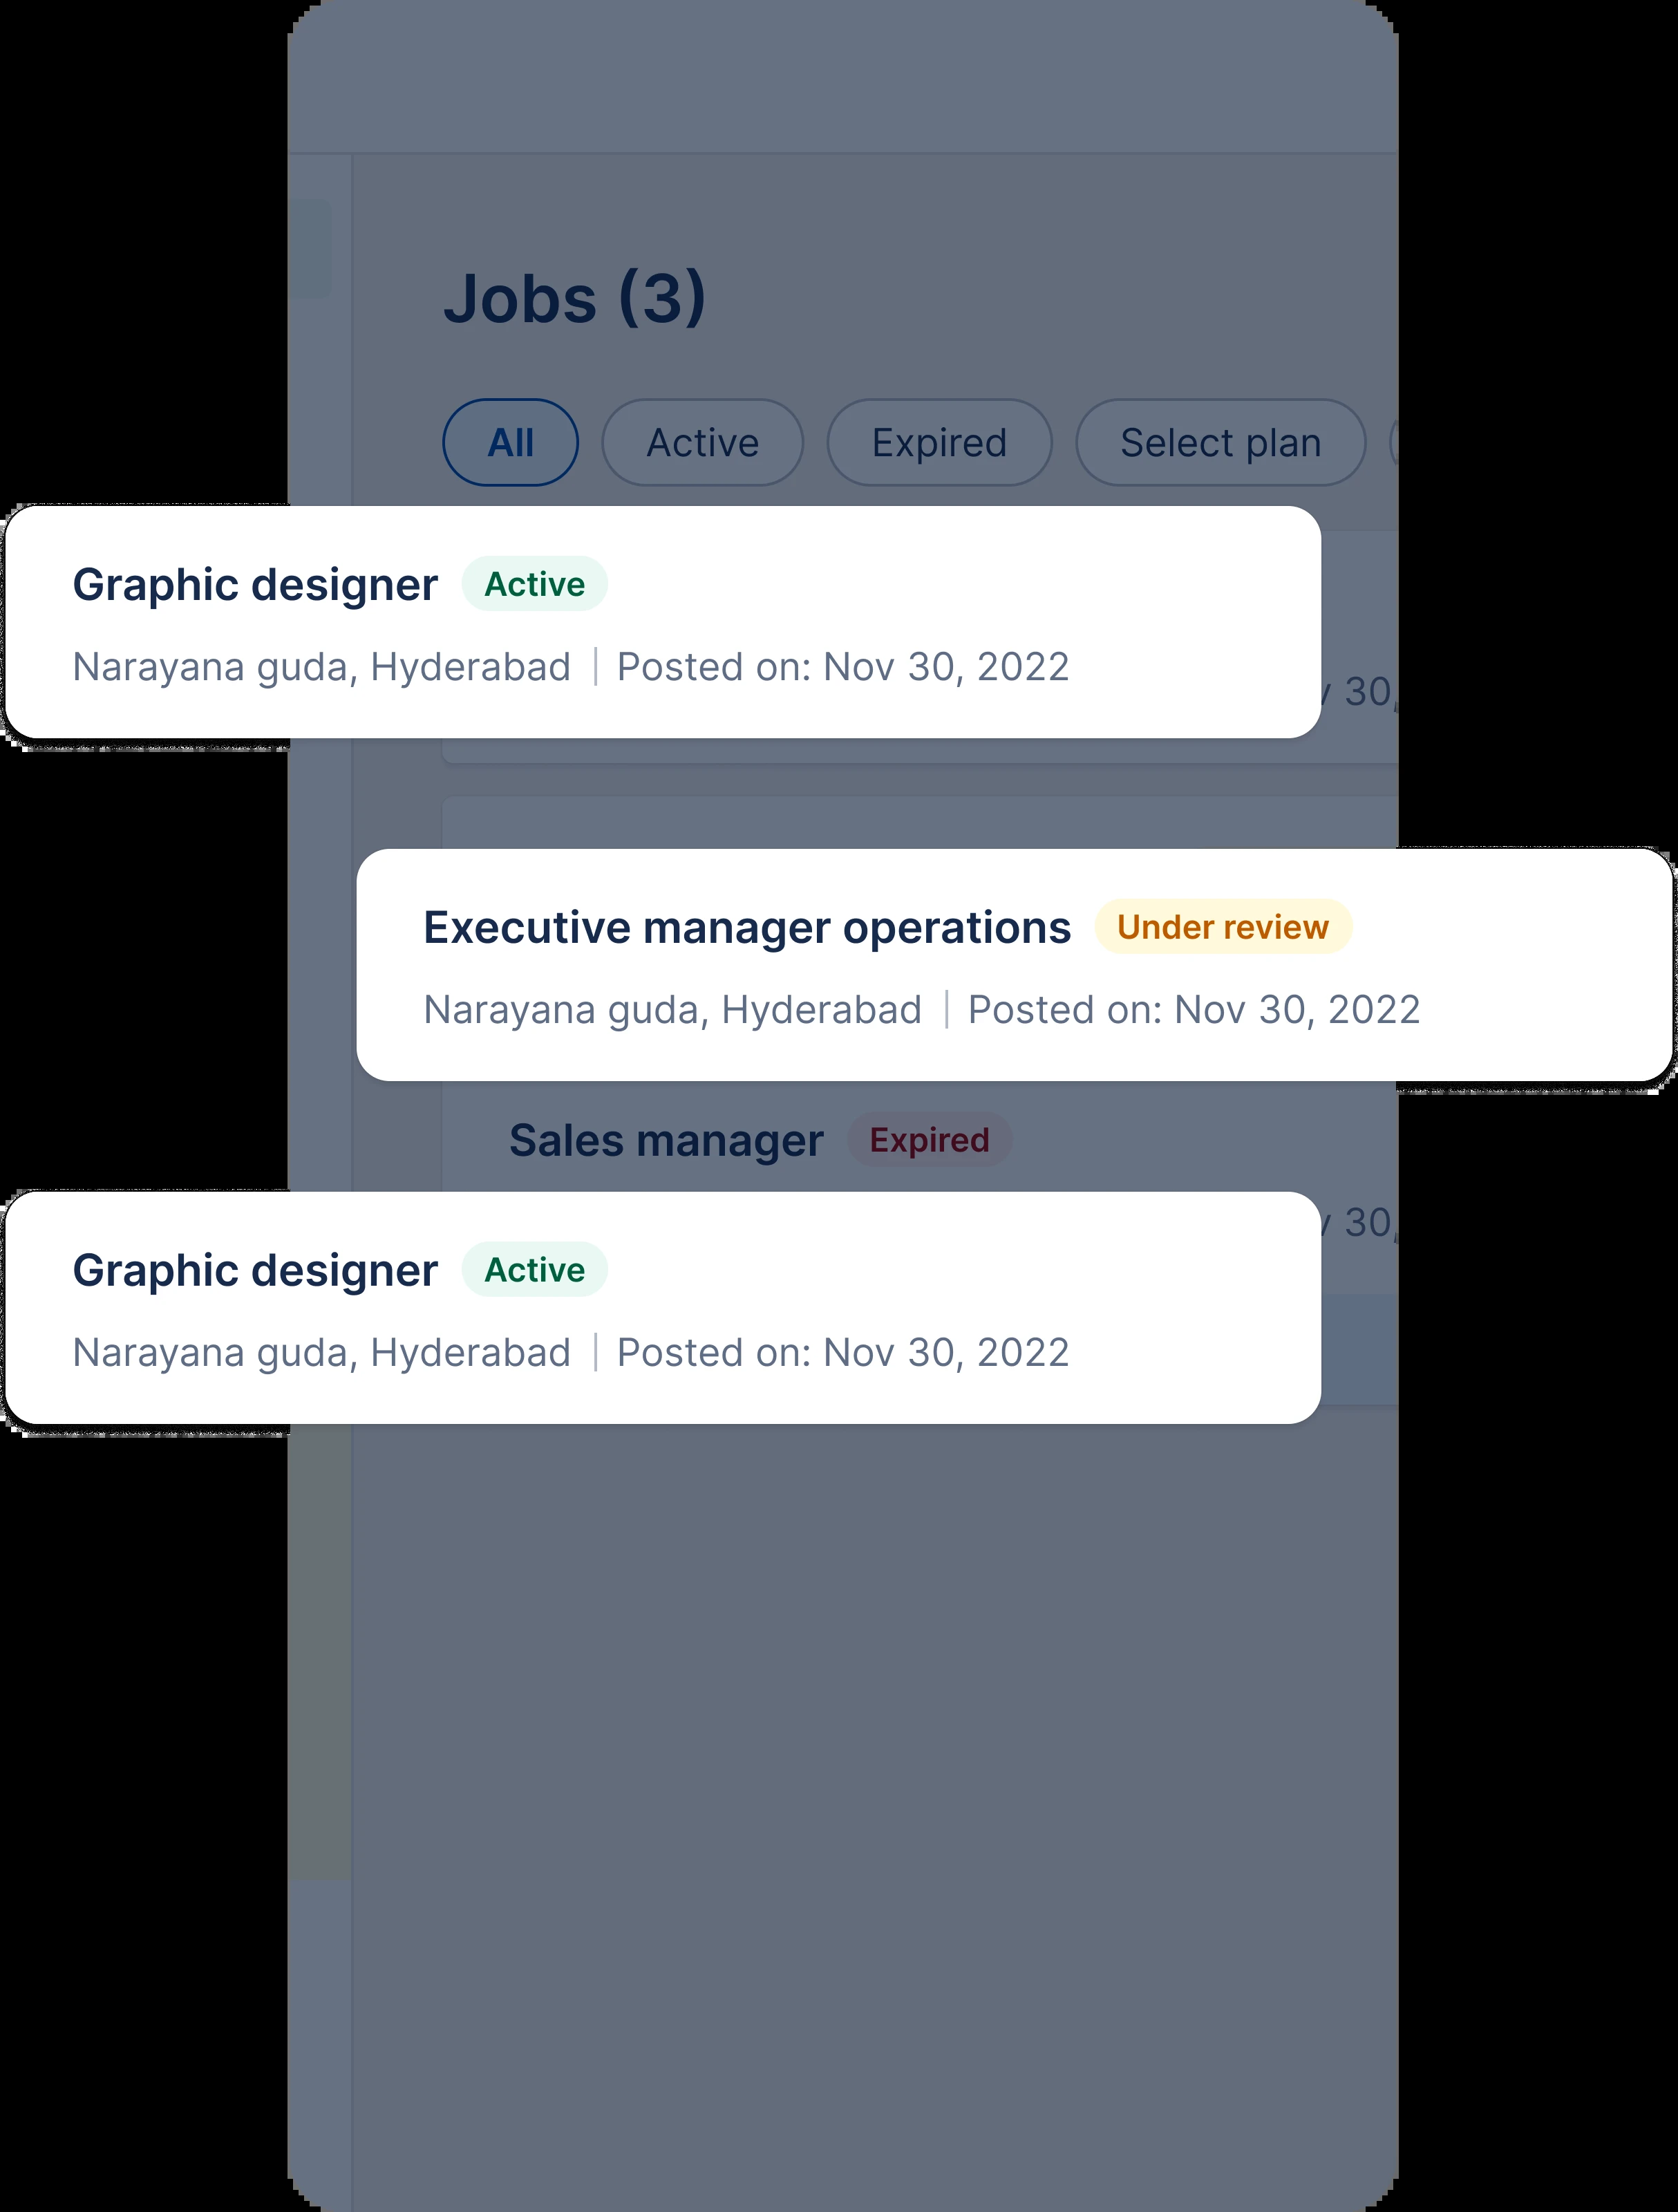 Jobs (3)
All Active Expired Select plan
Graphic designer Active
Narayana guda, Hyderabad | Posted on: Nov 30, 2022
30,
Executive manager operations Under review
Narayana guda, Hyderabad | Posted on: Nov 30, 2022
Sales manager Expired
30,
Graphic designer Active
Narayana guda, Hyderabad | Posted on: Nov 30, 2022